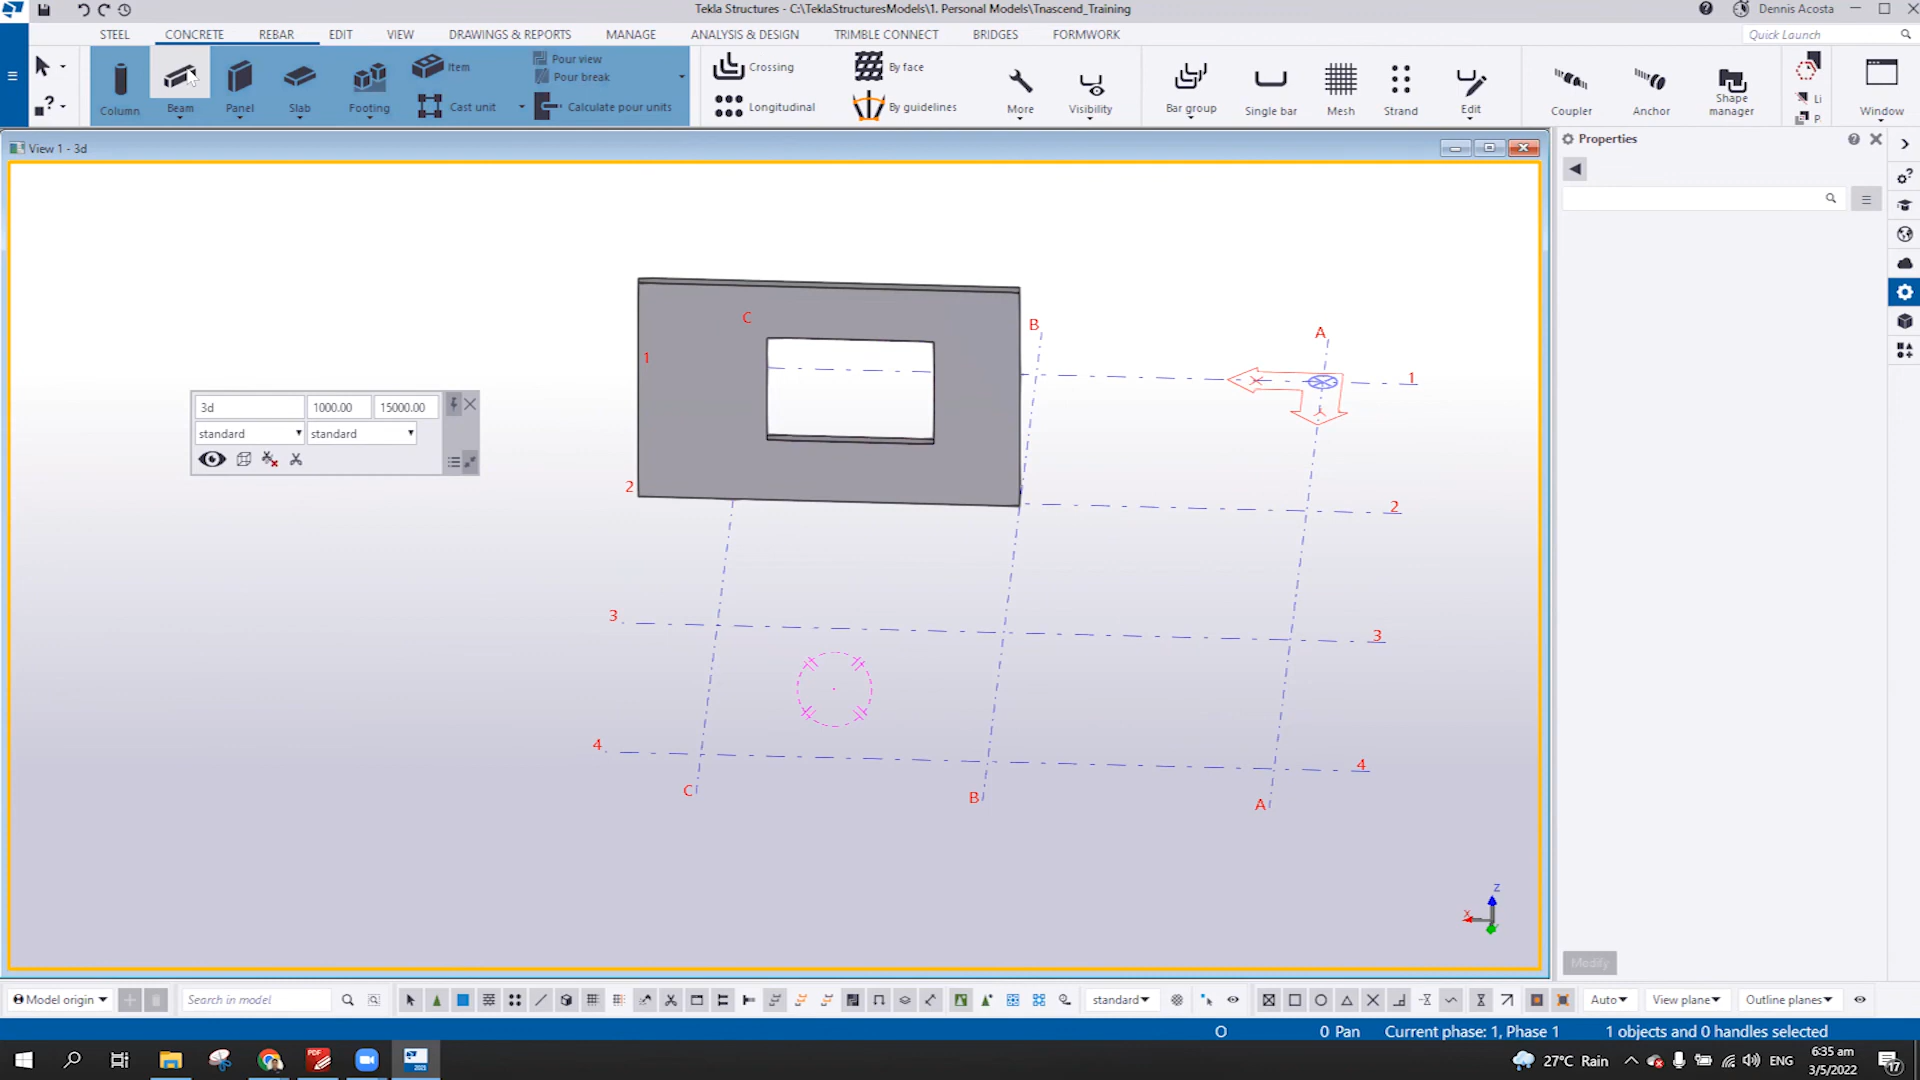 Tekla Structures - C:\TeklaStructuresModels\1. Personal Models\Tnascend_Training
Dennis Acosta
STEEL CONCRETE REBAR EDIT VIEW DRAWINGS & REPORTS MANAGE ANALYSIS & DESIGN TRIMBLE CONNECT BRIDGES FORMWORK
Quick Launch
Column Beam Panel Slab Footing
Item
Cast unit
Pour view
Pour break
Calculate pour units
Crossing
Longitudinal
By face
By guidelines
More Visibility Bar group Single bar Mesh Strand Edit Coupler Anchor
Shape
manager
Li
P
Window
View 1 - 3d
Properties
C
B
A
1
1
3d 1000.00 15000.00
standard standard
2
2
3
3
4
4
C
B
A
X
Z
Modify
Model origin
Search in model
standard
Auto
View plane
Outline planes
O
0 Pan
Current phase: 1, Phase 1
1 objects and 0 handles selected
PDF
27°C Rain
ENG
6:35 am
3/5/2022
17